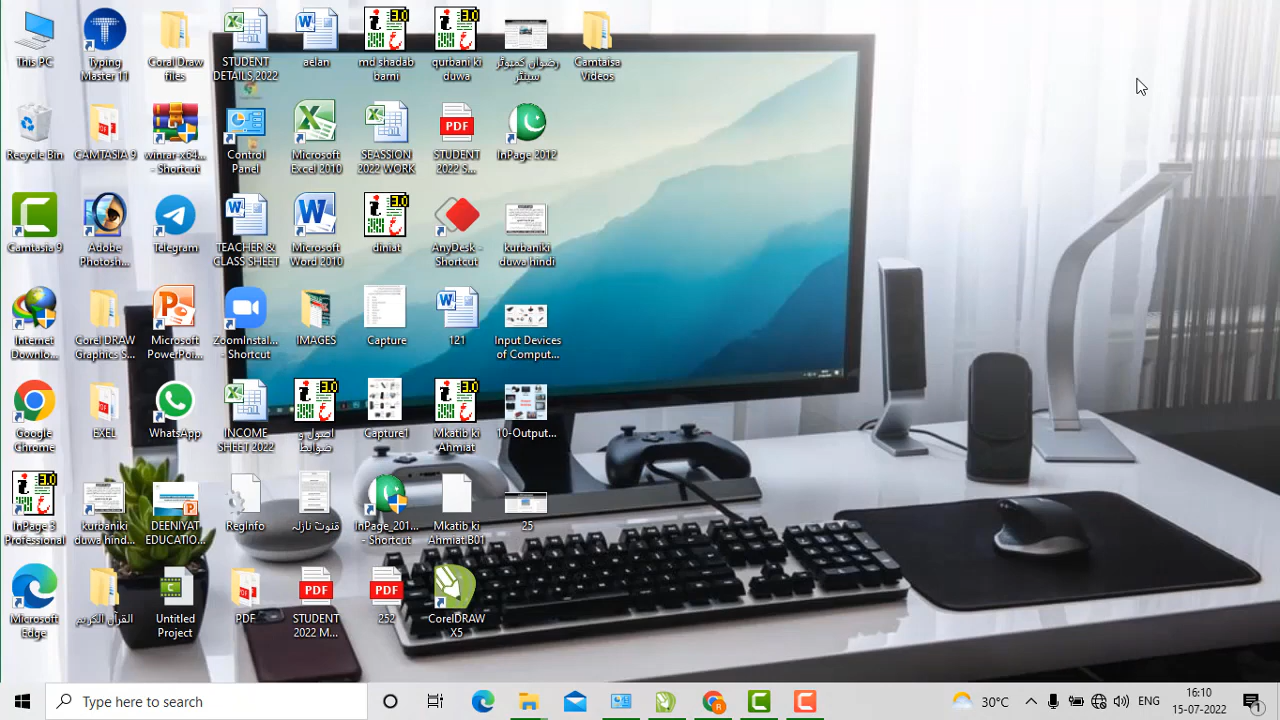 This PC
Typing
Master 11
Coral Draw
files
STUDENT
DETAILS,2022
aelan
md shadab
barni
qurbani ki
duwa
رضوان کمپیوٹر
سینٹر
Camtaisa
Videos
Recycle Bin
CAMTASIA 9
winrar-x64...
- Shortcut
Control
Panel
Microsoft
Excel 2010
SEASSION
2022 WORK
STUDENT
2022 S...
InPage 2012
Camtasia 9
Adobe
Photosh...
Telegram
TEACHER &
CLASS SHEET
Microsoft
Word 2010
diniat
AnyDesk -
Shortcut
kurbaniki
duwa hindi
Internet
Downlo...
Corel DRAW
Graphics S...
Microsoft
PowerPoi...
ZoomInstal...
- Shortcut
IMAGES
Capture
121
Input Devices
of Comput...
Google
Chrome
EXEL
WhatsApp
INCOME
SHEET 2022
اصول و
ضوابط
Capture1
Mkatib ki
Ahmiat
10-Output...
InPage 3
Professional
kurbaniki
duwa hind...
DEENIYAT
EDUCATIO...
RegInfo
قنوت نازلہ
InPage_201...
- Shortcut
Mkatib ki
Ahmiat.B01
25
Microsoft
Edge
القرآن الكريم
Untitled
Project
PDF
STUDENT
2022 M...
252
CorelDRAW
X5
Type here to search
30°C
ENG
16:10
15-07-2022